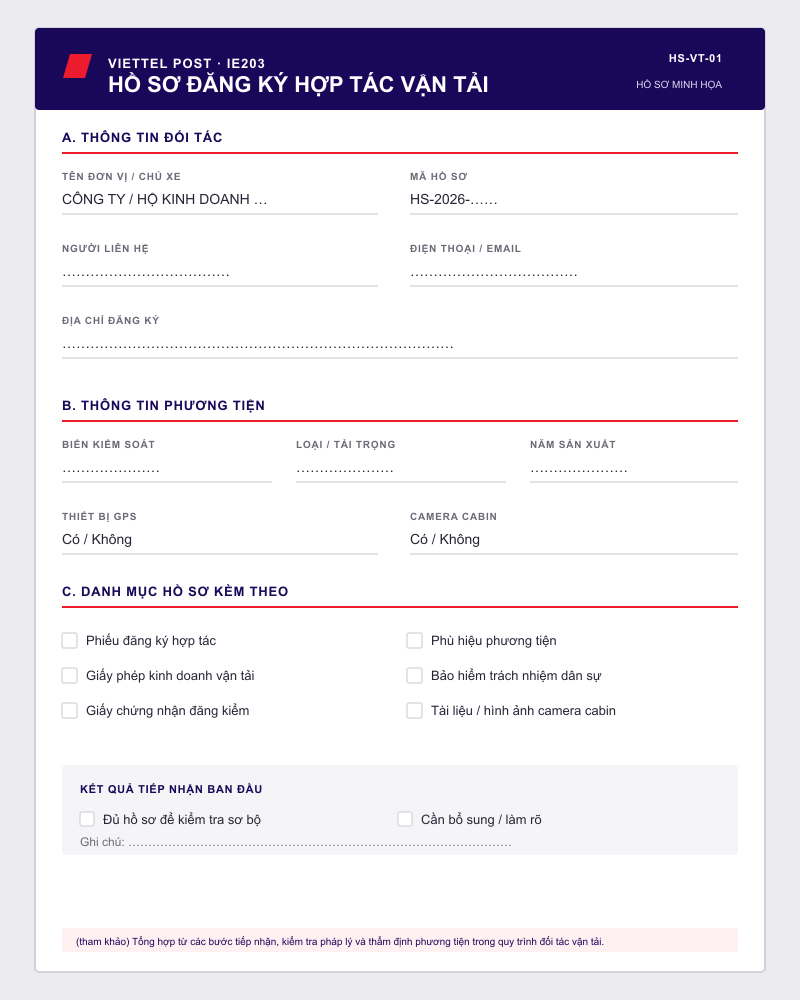 VIETTEL POST · IE203
HỒ SƠ ĐĂNG KÝ HỢP TÁC VẬN TẢI
HS-VT-01
HỒ SƠ MINH HỌA
A. THÔNG TIN ĐỐI TÁC
TÊN ĐƠN VỊ / CHỦ XE
MÃ HỒ SƠ
CÔNG TY / HỘ KINH DOANH …
HS-2026-……
NGƯỜI LIÊN HỆ
ĐIỆN THOẠI / EMAIL
………………………………
………………………………
ĐỊA CHỈ ĐĂNG KÝ
…………………………………………………………………………
B. THÔNG TIN PHƯƠNG TIỆN
BIỂN KIỂM SOÁT
LOẠI / TẢI TRỌNG
NĂM SẢN XUẤT
…………………
…………………
…………………
THIẾT BỊ GPS
CAMERA CABIN
Có / Không
Có / Không
C. DANH MỤC HỒ SƠ KÈM THEO
Phiếu đăng ký hợp tác
Phù hiệu phương tiện
Giấy phép kinh doanh vận tải
Bảo hiểm trách nhiệm dân sự
Giấy chứng nhận đăng kiểm
Tài liệu / hình ảnh camera cabin
KẾT QUẢ TIẾP NHẬN BAN ĐẦU
Đủ hồ sơ để kiểm tra sơ bộ
Cần bổ sung / làm rõ
Ghi chú: ……………………………………………………………………………………
(tham khảo) Tổng hợp từ các bước tiếp nhận, kiểm tra pháp lý và thẩm định phương tiện trong quy trình đối tác vận tải.